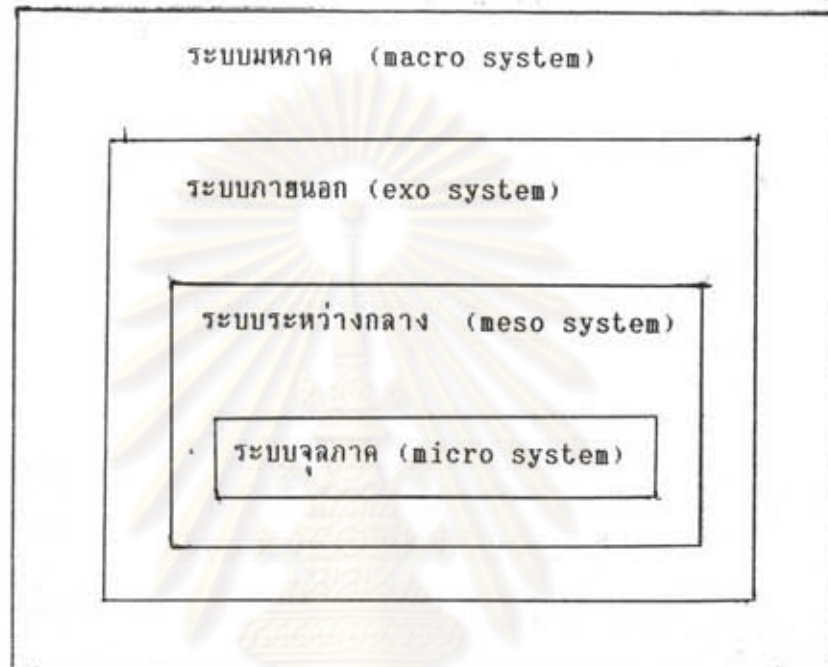 ระบบมหภาค (macro system)
ระบบภายนอก (exo system)
ระบบระหว่างกลาง (meso system)
ระบบจุลภาค (micro system)